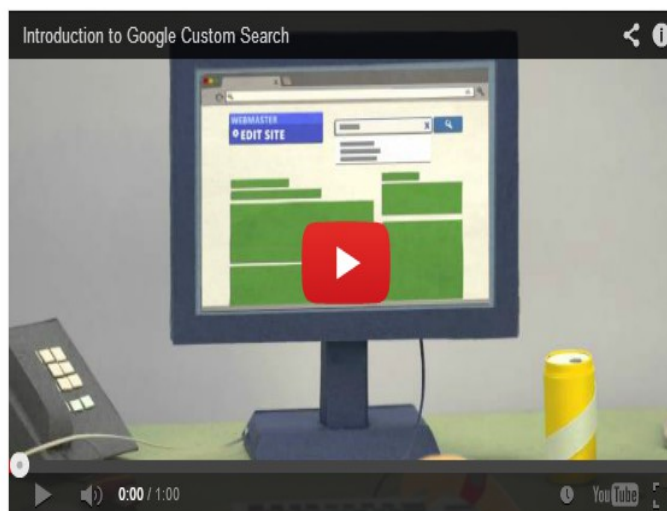 Introduction to Google Custom Search
WEBMASTER
EDIT SITE
X
0:00 / 1:00
YouTube